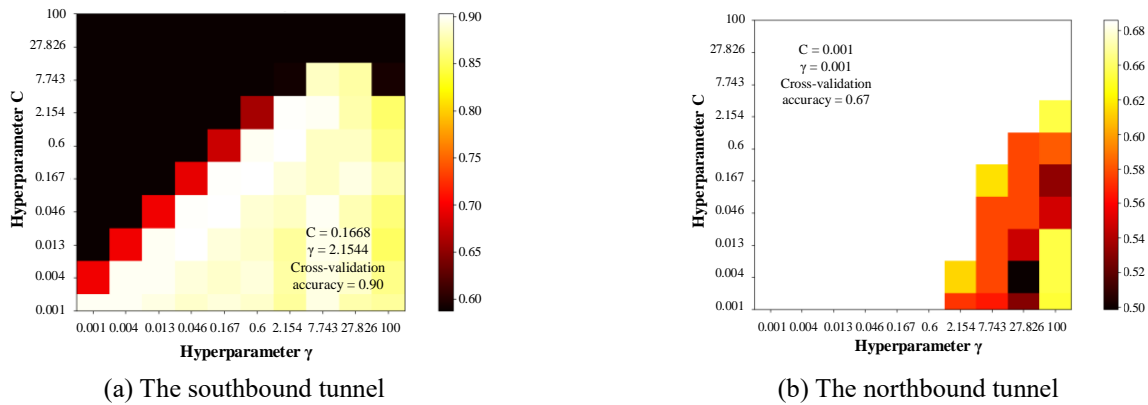 100
27.826
7.743
2.154
0.6
0.167
0.046
0.013
0.004
0.001
Hyperparameter C
0.001 0.004 0.013 0.046 0.167 0.6 2.154 7.743 27.826 100
Hyperparameter γ
C = 0.1668
γ = 2.1544
Cross-validation
accuracy = 0.90
0.90
0.85
0.80
0.75
0.70
0.65
0.60
(a) The southbound tunnel
100
27.826
7.743
2.154
0.6
0.167
0.046
0.013
0.004
0.001
Hyperparameter C
0.001 0.004 0.013 0.046 0.167 0.6 2.154 7.743 27.826 100
Hyperparameter γ
C = 0.001
γ = 0.001
Cross-validation
accuracy = 0.67
0.68
0.66
0.64
0.62
0.60
0.58
0.56
0.54
0.52
0.50
(b) The northbound tunnel